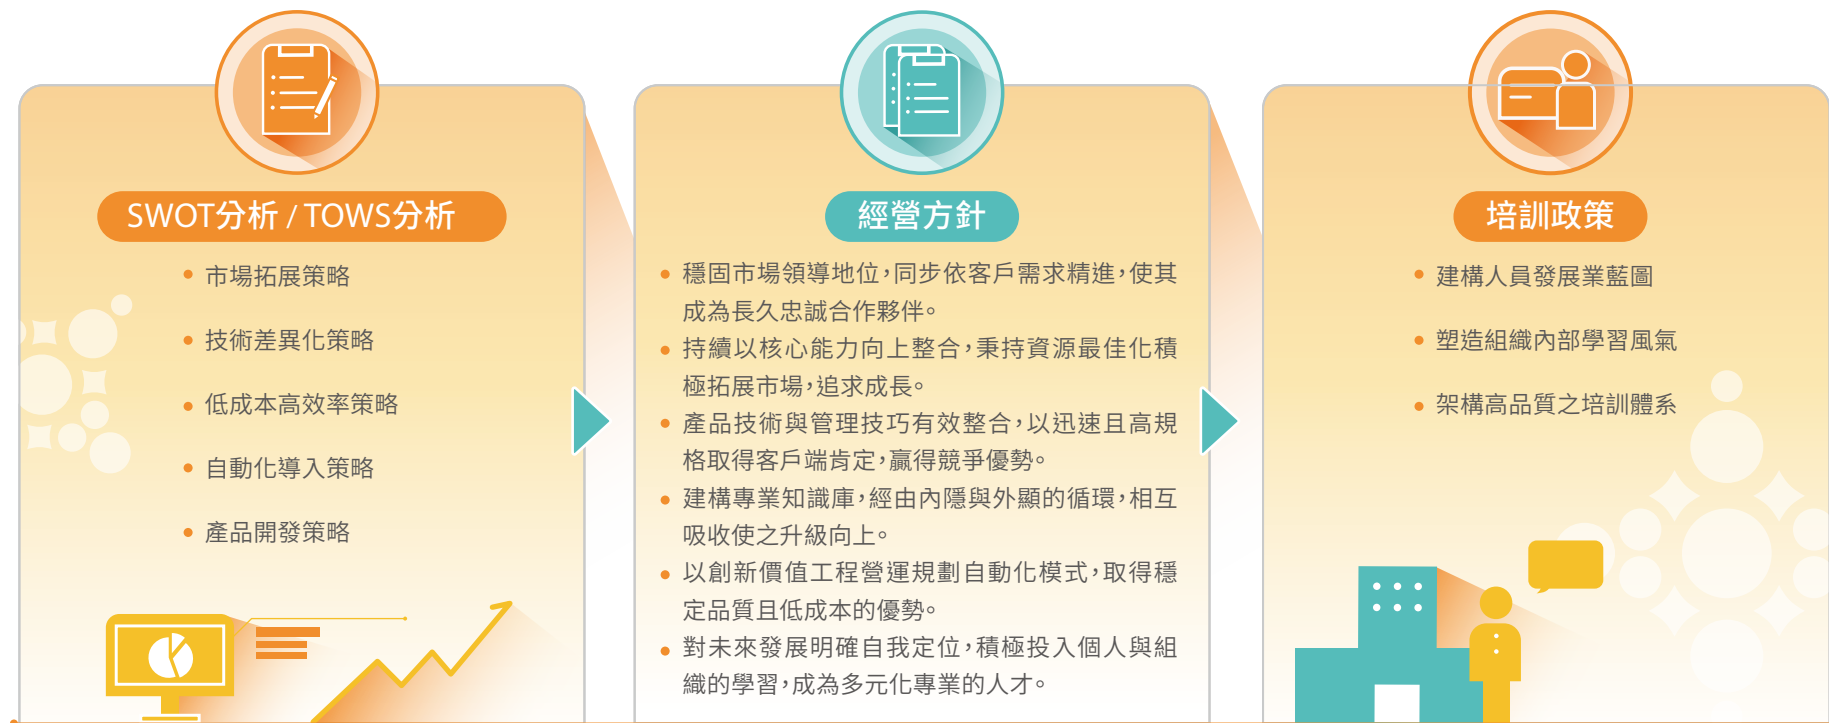 SWOT分析 / TOWS分析
市場拓展策略
技術差異化策略
低成本高效率策略
自動化導入策略
產品開發策略
經營方針
穩固市場領導地位,同步依客戶需求精進,使其
成為長久忠誠合作夥伴。
持續以核心能力向上整合,秉持資源最佳化積
極拓展市場,追求成長。
產品技術與管理技巧有效整合,以迅速且高規
格取得客戶端肯定,贏得競爭優勢。
建構專業知識庫,經由內隱與外顯的循環,相互
吸收使之升級向上。
以創新價值工程營運規劃自動化模式,取得穩
定品質且低成本的優勢。
對未來發展明確自我定位,積極投入個人與組
織的學習,成為多元化專業的人才。
培訓政策
建構人員發展業藍圖
塑造組織內部學習風氣
架構高品質之培訓體系